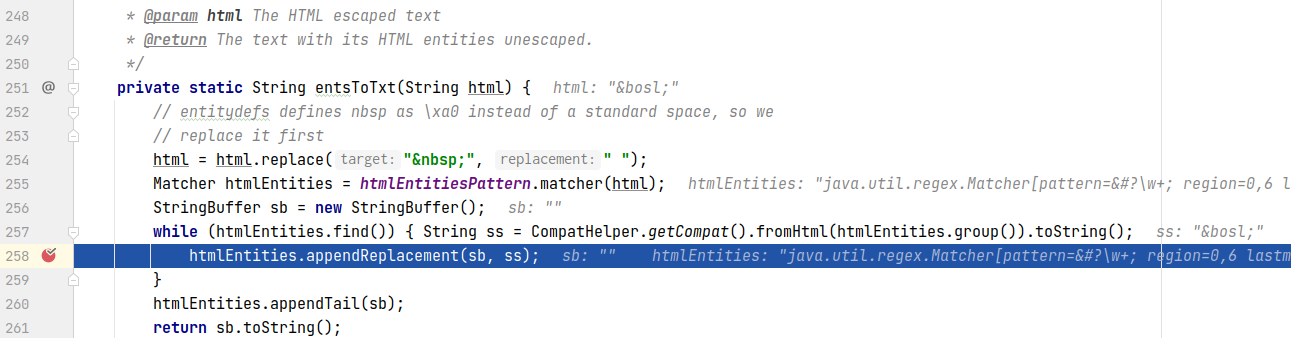 248 * @param html The HTML escaped text
249 * @return The text with its HTML entities unescaped.
250 */
251 @ private static String entsToTxt(String html) { html: "&bosl;"
252 // entitydefs defines nbsp as \xa0 instead of a standard space, so we
253 // replace it first
254 html = html.replace( target: "&nbsp;", replacement: " ");
255 Matcher htmlEntities = htmlEntitiesPattern.matcher(html); htmlEntities: "java.util.regex.Matcher[pattern=&#?\w+; region=0,6 l
256 StringBuffer sb = new StringBuffer(); sb: ""
257 while (htmlEntities.find()) { String ss = CompatHelper.getCompat().fromHtml(htmlEntities.group()).toString(); ss: "&bosl;"
258 htmlEntities.appendReplacement(sb, ss); sb: "" htmlEntities: "java.util.regex.Matcher[pattern=&#?\w+; region=0,6 lastm
259 }
260 htmlEntities.appendTail(sb);
261 return sb.toString();